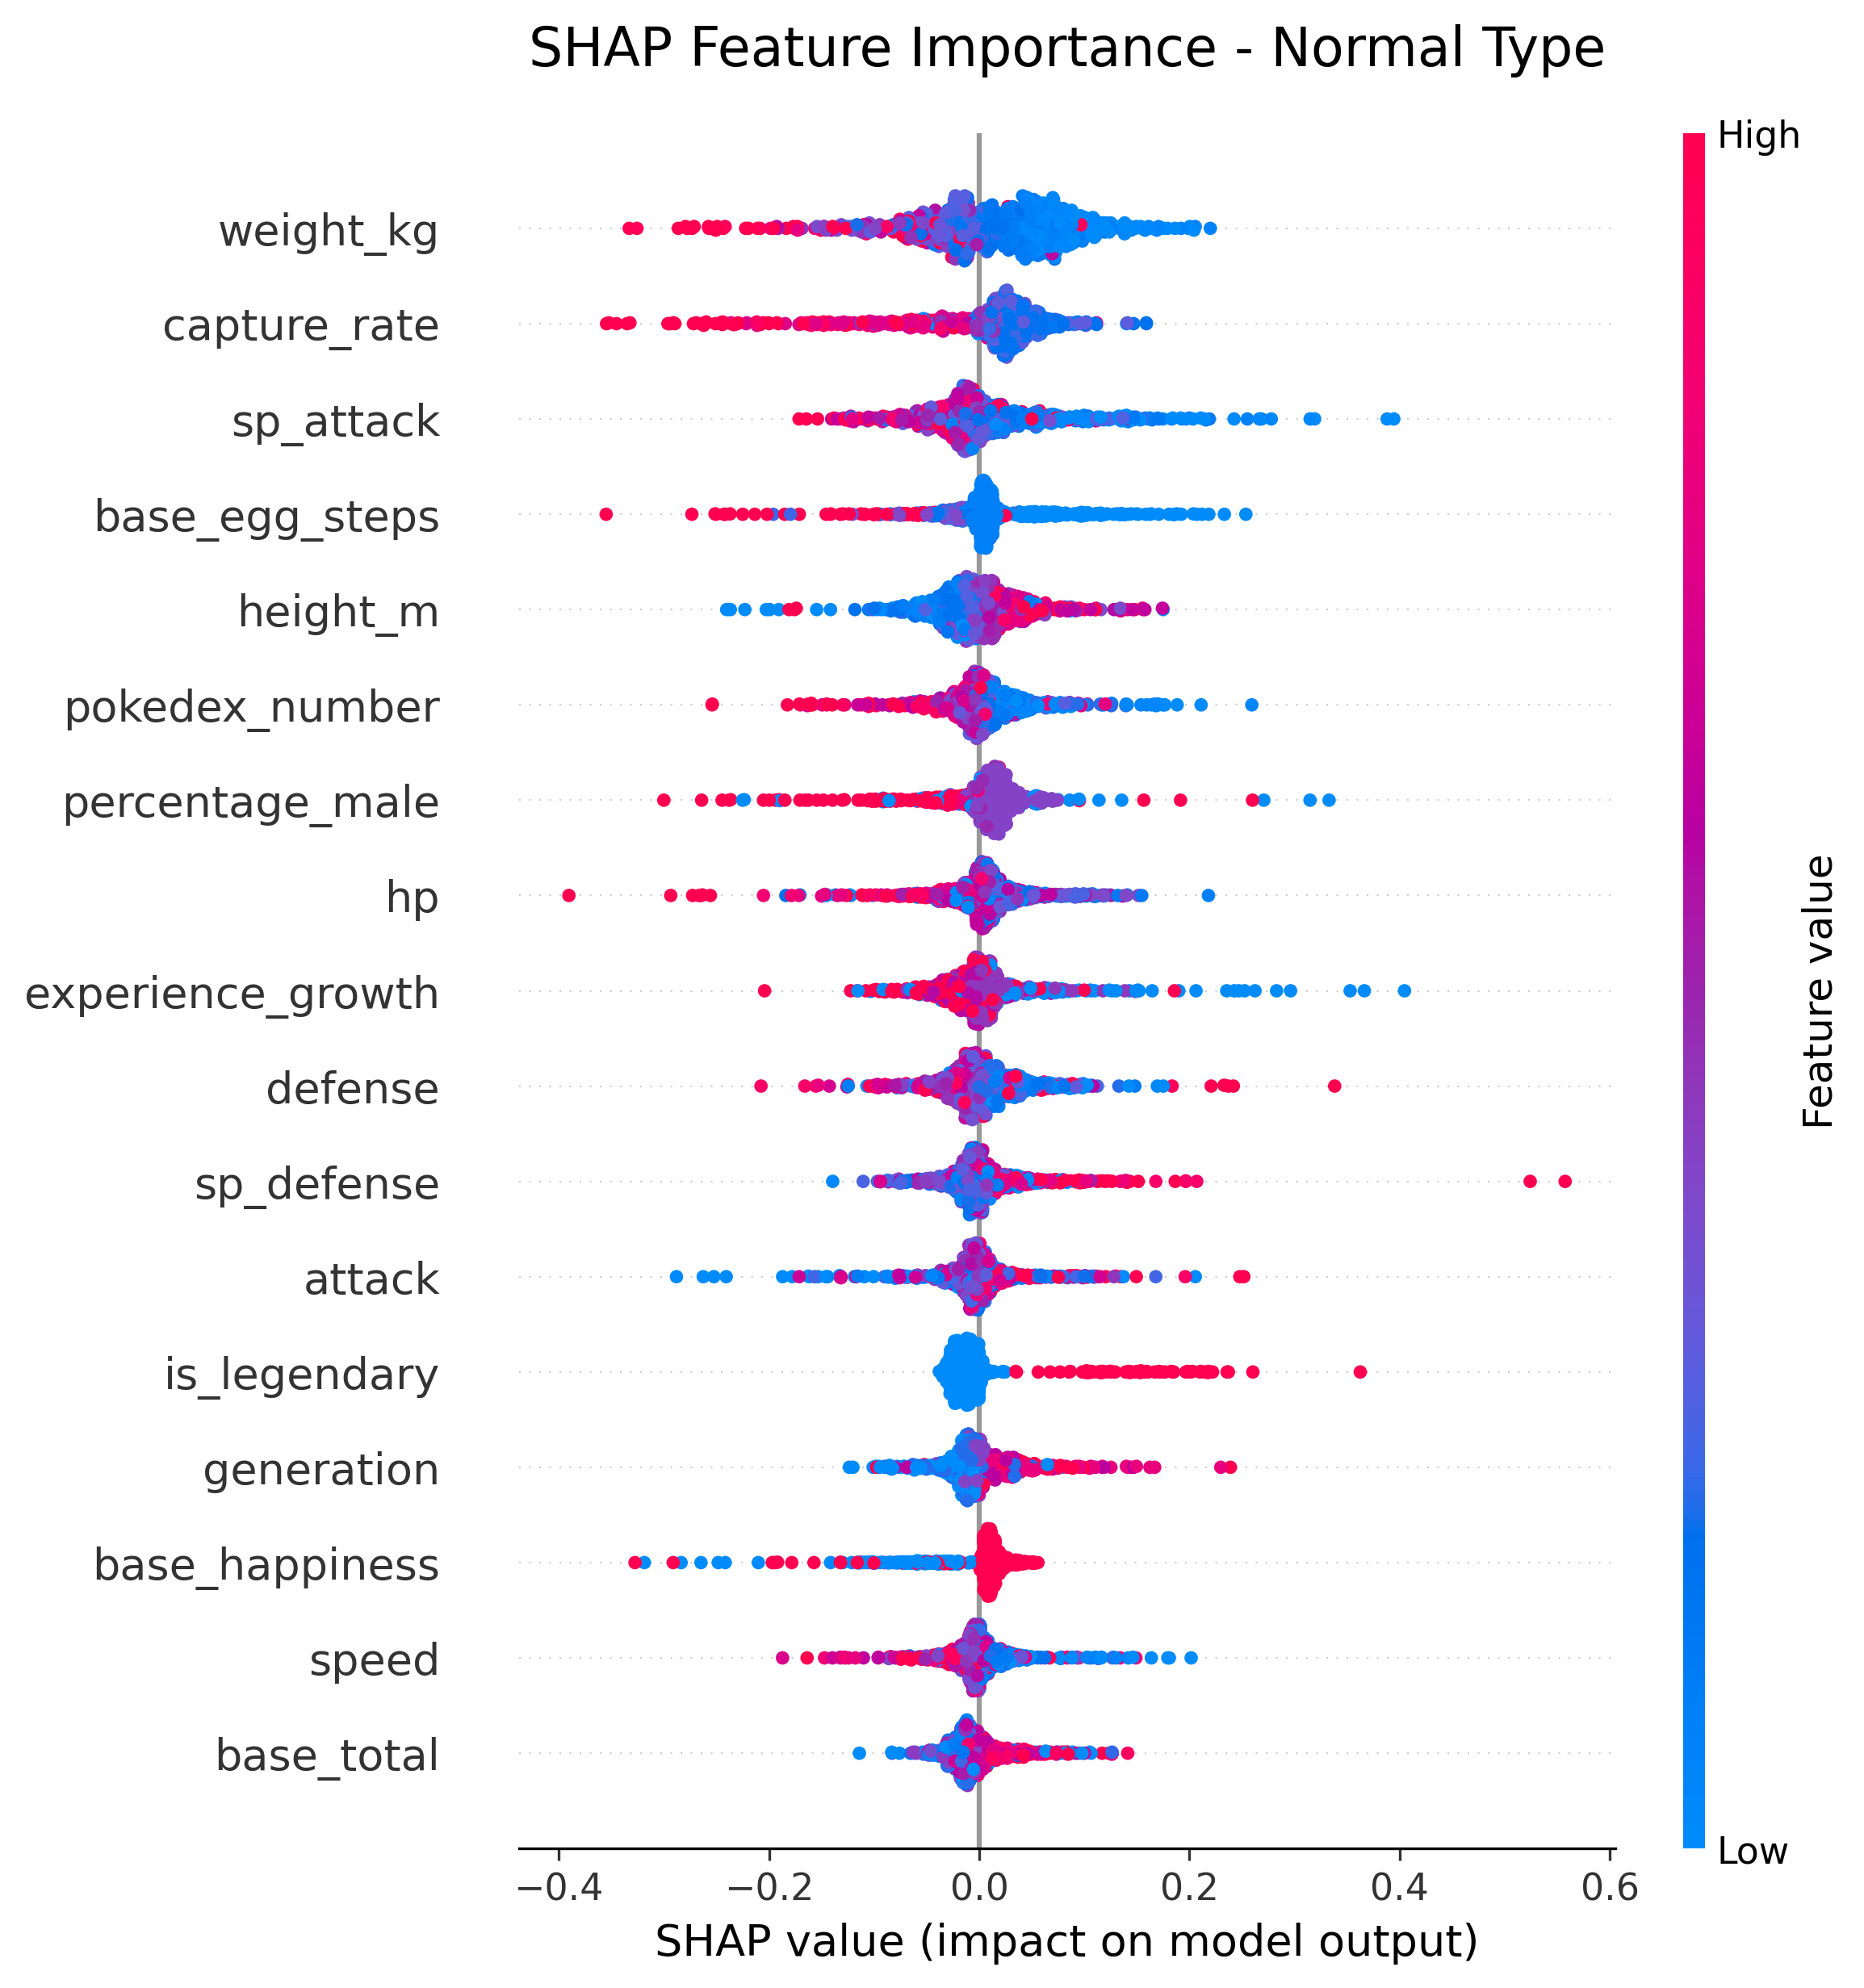 SHAP Feature Importance - Normal Type
High
weight_kg
capture_rate
sp_attack
base_egg_steps
height_m
pokedex_number
percentage_male
hp
experience_growth
defense
sp_defense
attack
is_legendary
generation
base_happiness
speed
base_total
Feature value
Low
−0.4 −0.2 0.0 0.2 0.4 0.6
SHAP value (impact on model output)